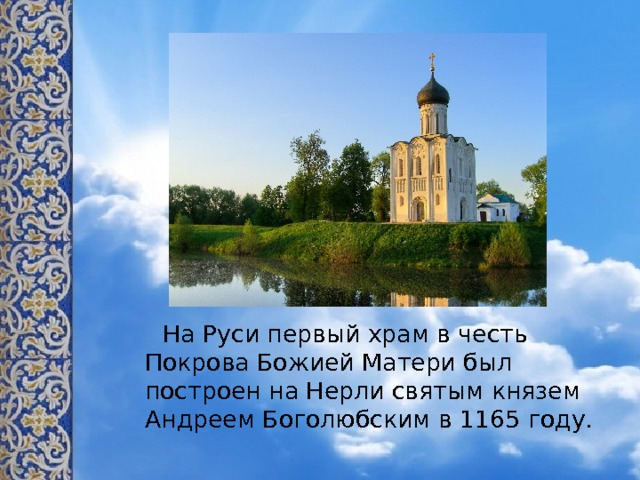 На Руси первый храм в честь
Покрова Божией Матери был
построен на Нерли святым князем
Андреем Боголюбским в 1165 году.